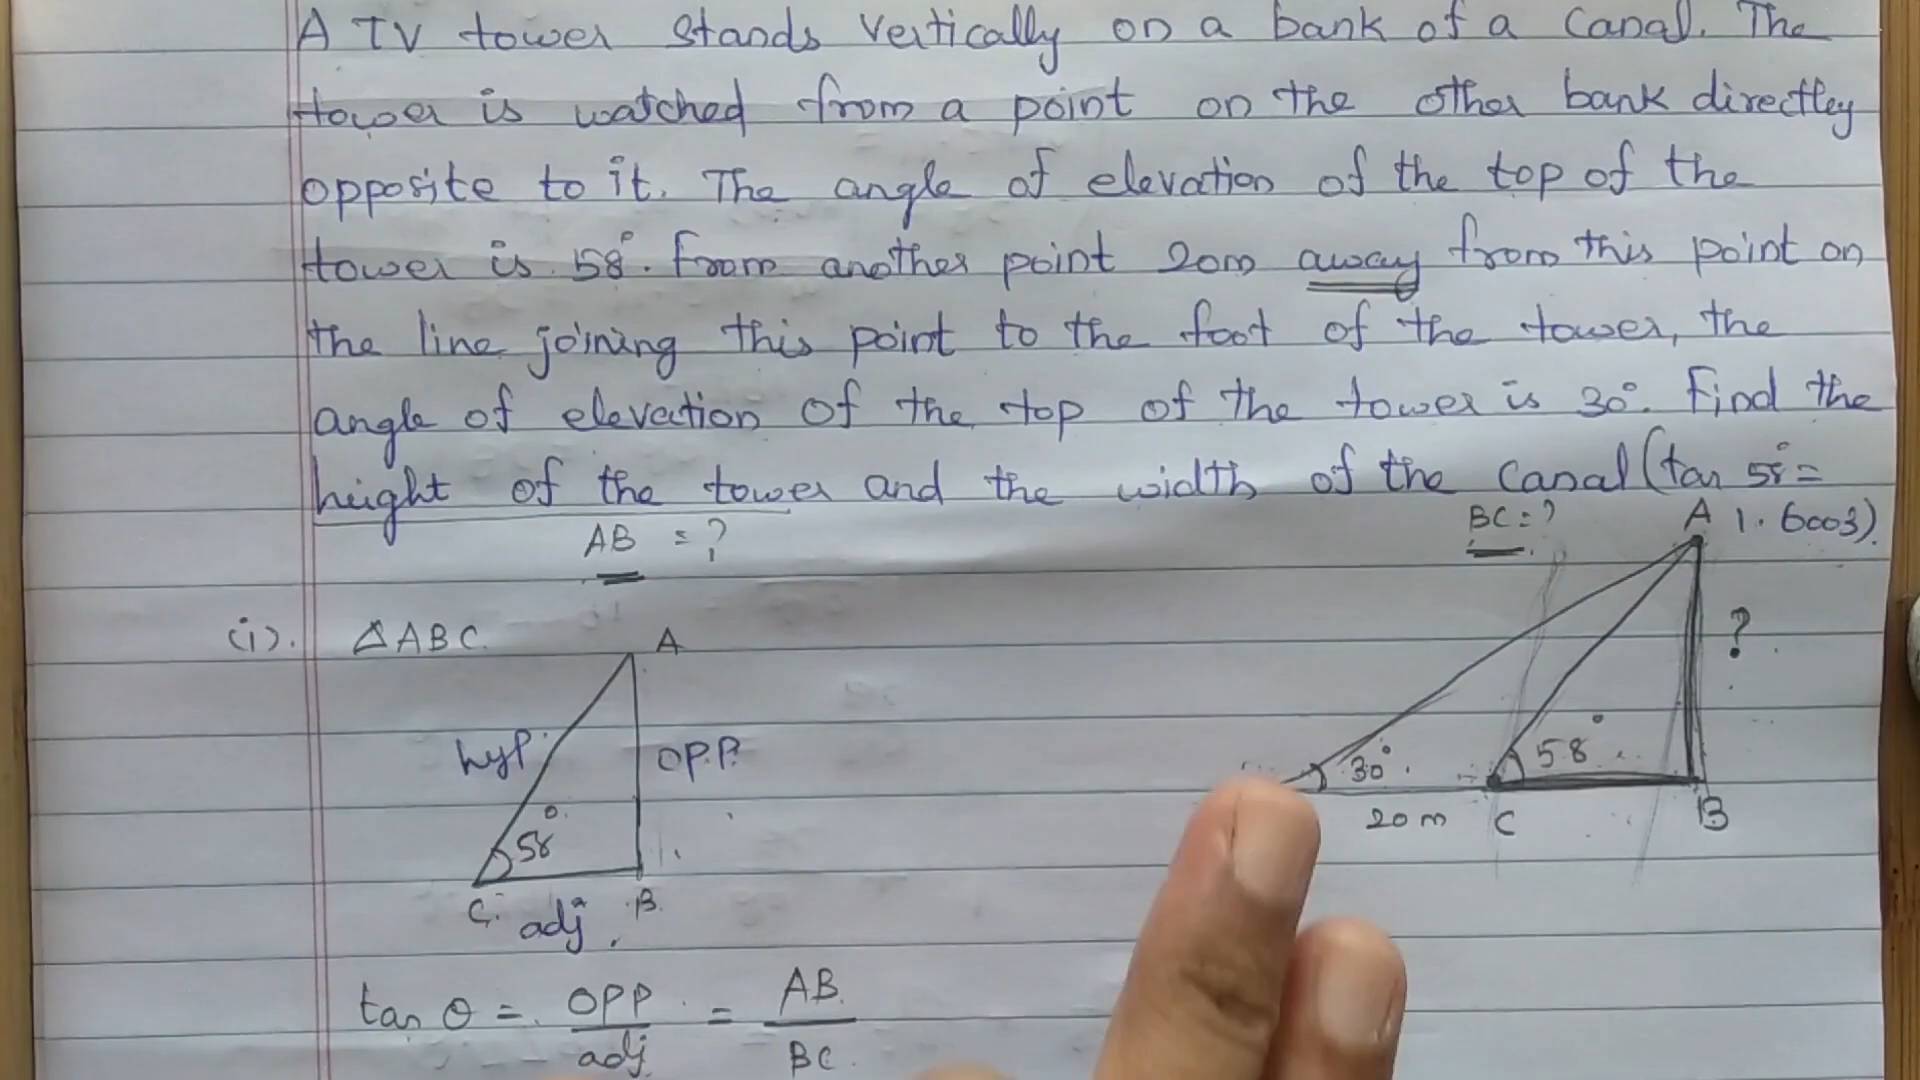 A TV tower stands vertically on a bank of a Canal. The
tower is watched from a point on the other bank directley
opposite to it. The angle of elevation of the top of the
tower is 58°. From another point 20m away from this point on
the line joining this point to the foot of the tower, the
angle of elevation of the top of the tower is 30°. Find the
height of the tower and the width of the Canal (tan 58° =
1.6003).
AB = ?
BC = ?
A
?
30°
58°
20 m
C
B
(i). △ABC.
A
hyp
opp.
58°
C.
adj
B.
tan θ = opp/adj = AB/BC